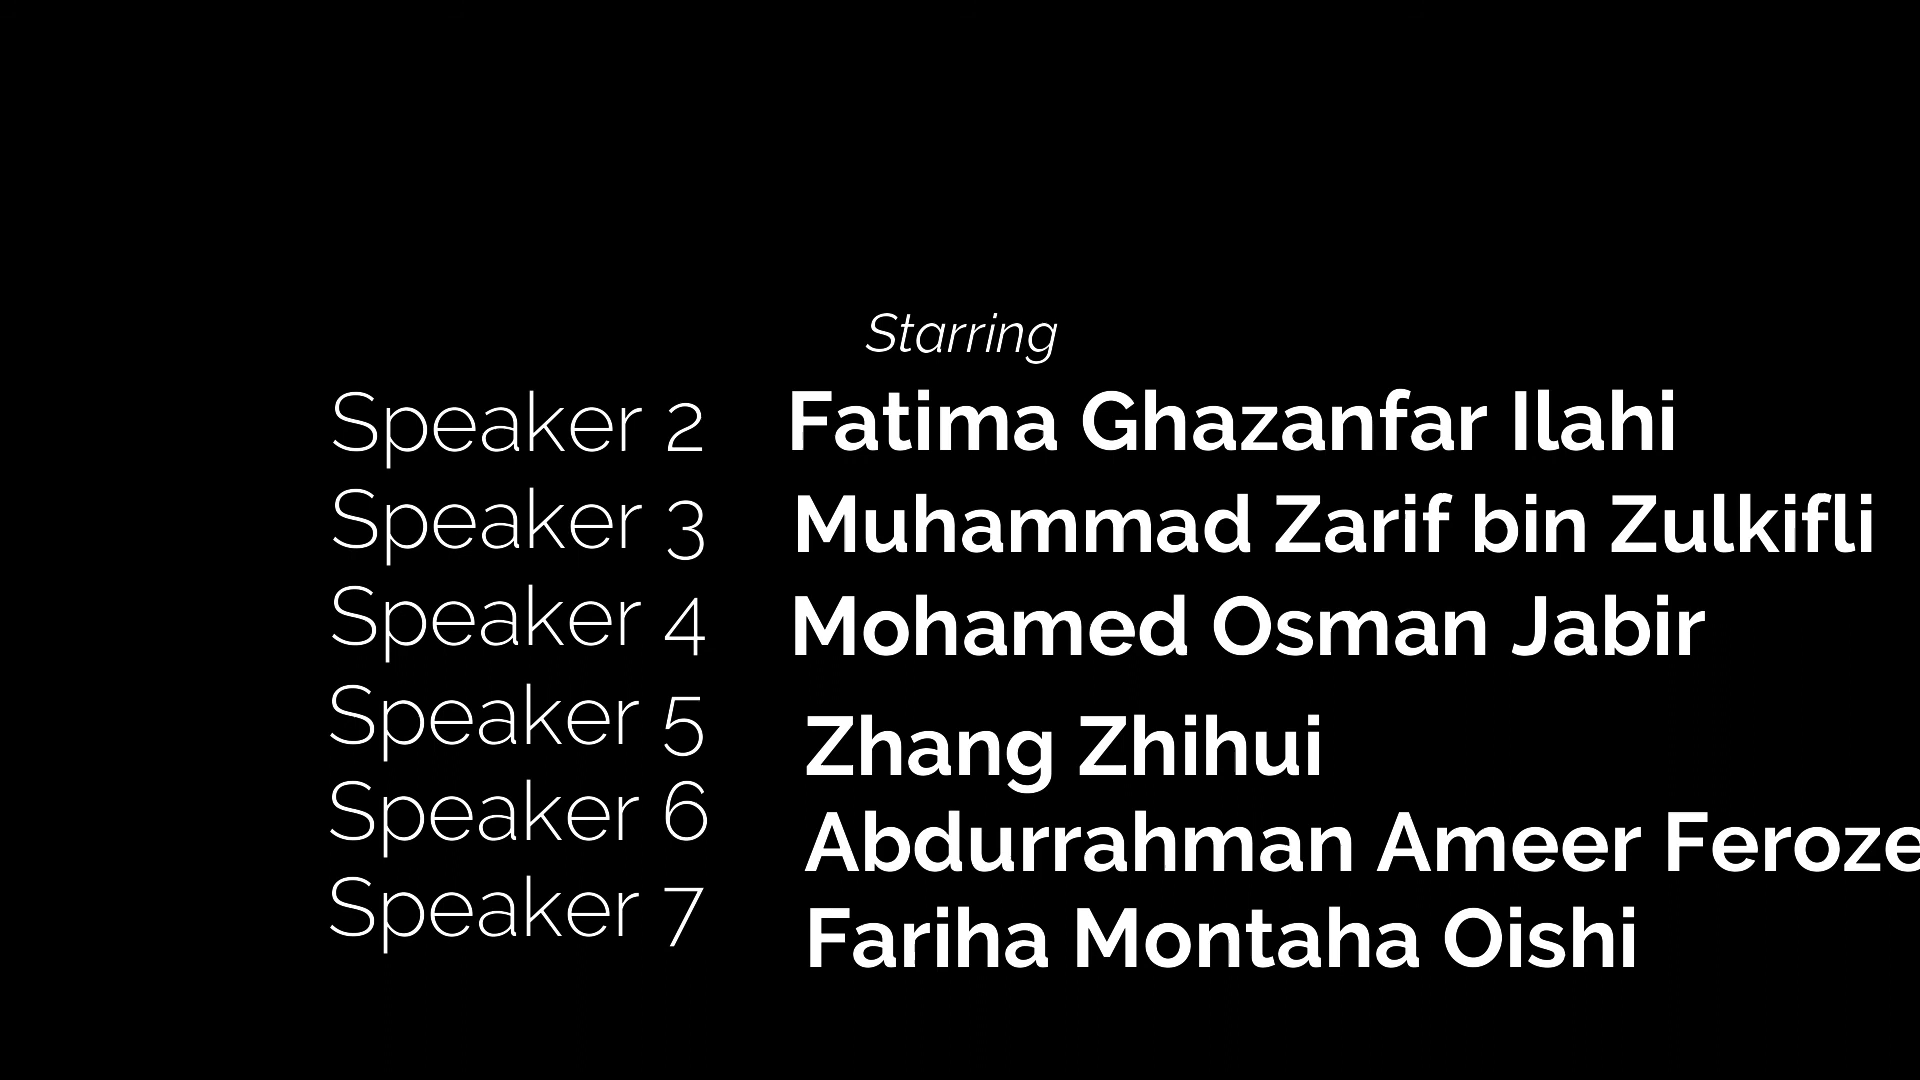 Starring
Speaker 2 Fatima Ghazanfar Ilahi
Speaker 3 Muhammad Zarif bin Zulkifli
Speaker 4 Mohamed Osman Jabir
Speaker 5 Zhang Zhihui
Speaker 6 Abdurrahman Ameer Feroze
Speaker 7 Fariha Montaha Oishi